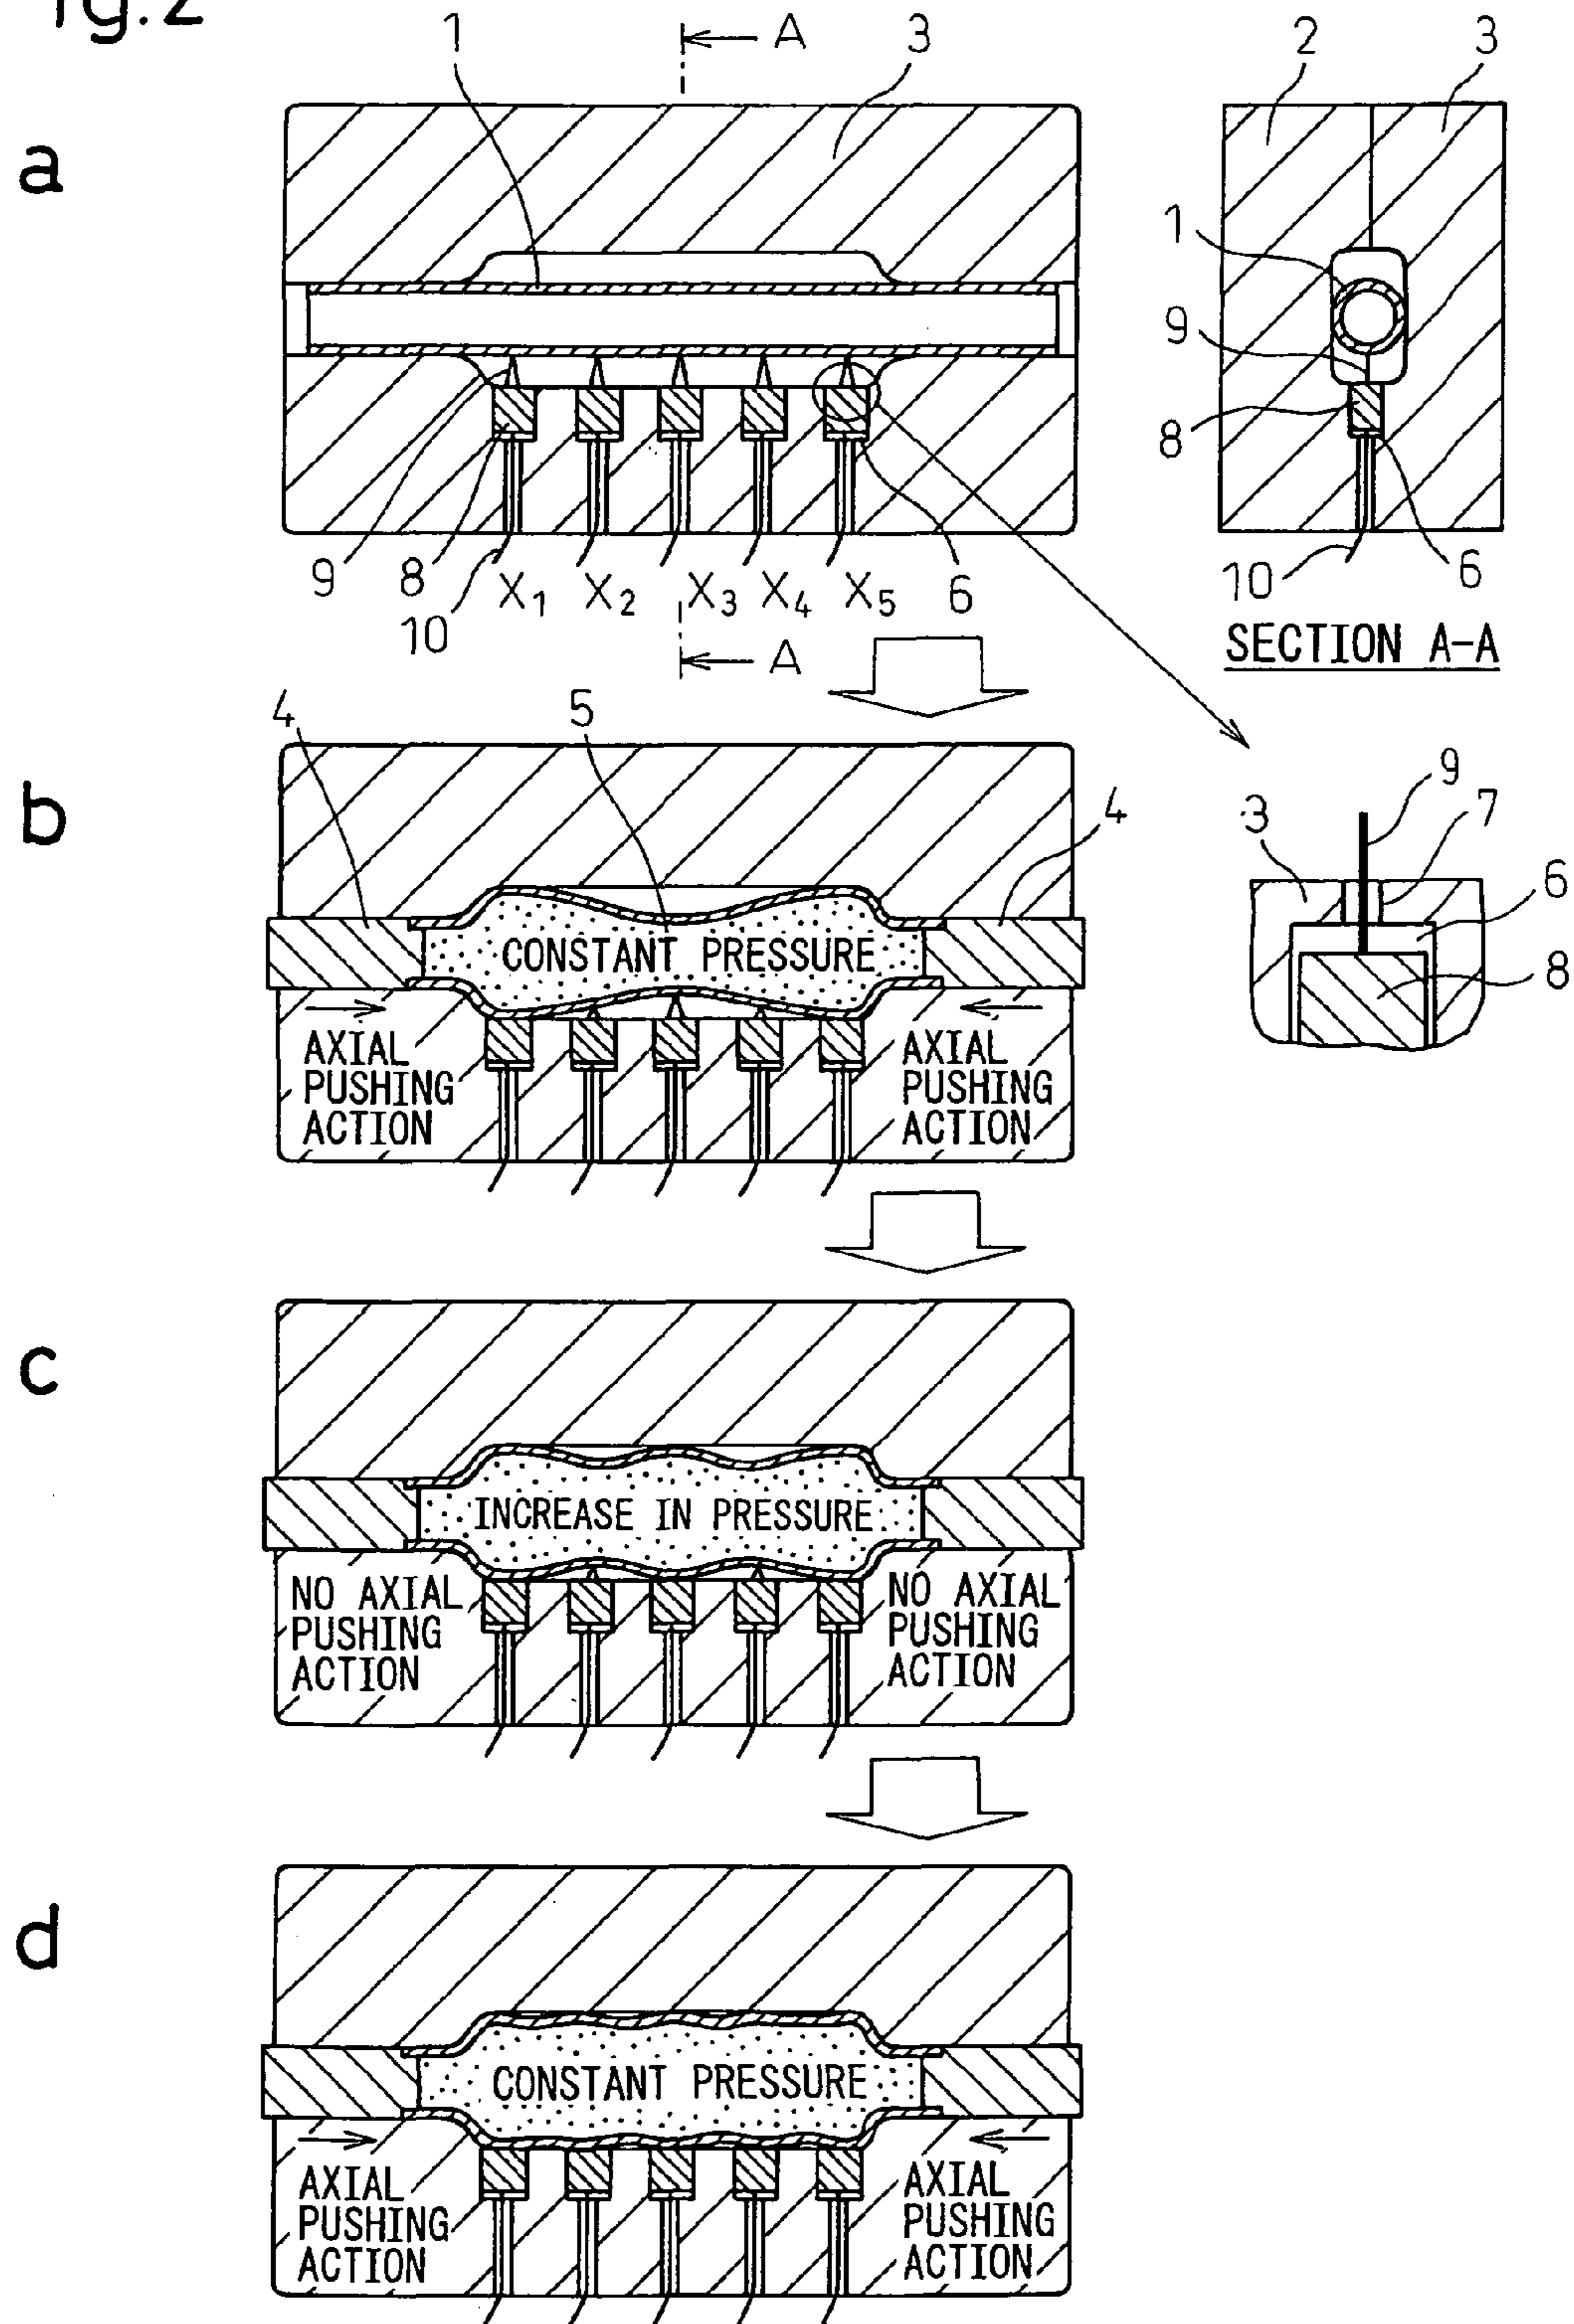 ig.2
a
1
A
3
2
3
1
9
8
6
10
SECTION A-A
9
8
10
X1 X2 X3 X4 X5
6
A
b
4
5
4
CONSTANT PRESSURE
AXIAL
PUSHING
ACTION
AXIAL
PUSHING
ACTION
3
9
7
6
8
c
INCREASE IN PRESSURE
NO AXIAL
PUSHING
ACTION
NO AXIAL
PUSHING
ACTION
d
CONSTANT PRESSURE
AXIAL
PUSHING
ACTION
AXIAL
PUSHING
ACTION